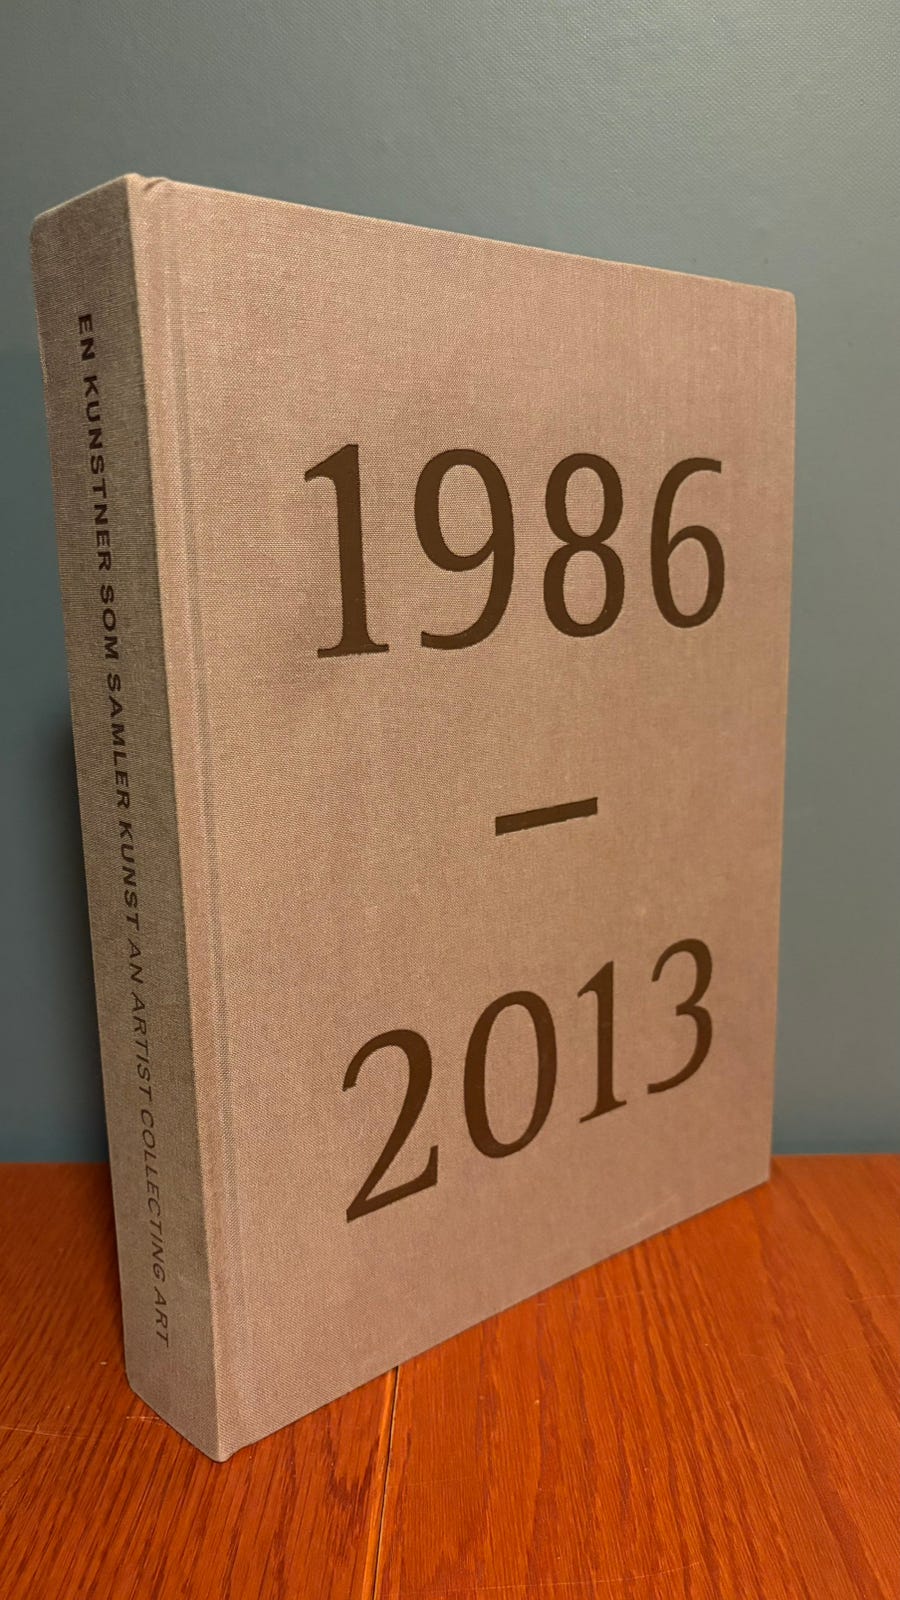 EN KUNSTNER SOM SAMLER KUNST AN ARTIST COLLECTING ART
1986
–
2013